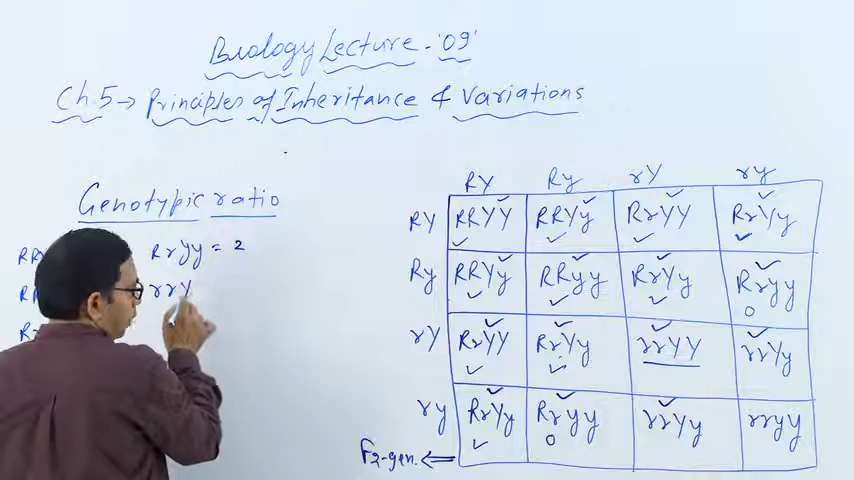 Biology Lecture - '09'
Ch.5 → Principles of Inheritance & Variations
Genotypic ratio
RR
RrYy = 2
RR
rrY
RY Ry rY ry
RY RRYY RRYy RrYY RrYy
Ry RRYy RRyy RrYy Rryy
rY RrYY RrYy rrYY rrYy
ry RrYy Rryy rrYy rryy
F2-gen. ⇐